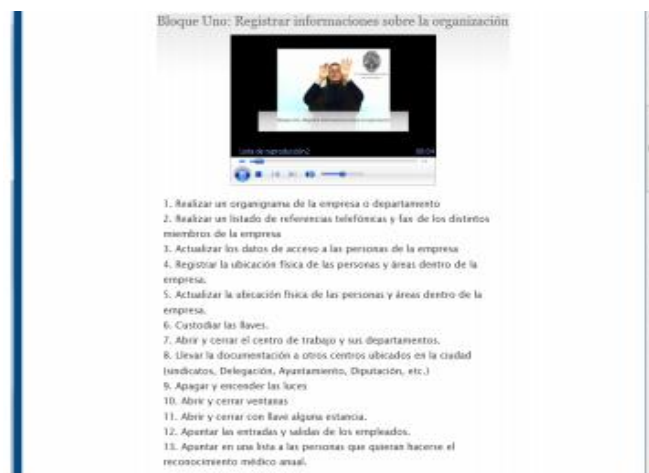 Bloque Uno: Registrar informaciones sobre la organización
Lista de reproducción2
00:04
1. Realizar un organigrama de la empresa o departamento
2. Realizar un listado de referencias telefónicas y fax de los distintos
miembros de la empresa
3. Actualizar los datos de acceso a las personas de la empresa
4. Registrar la ubicación física de las personas y áreas dentro de la
empresa.
5. Actualizar la ubicación física de las personas y áreas dentro de la
empresa.
6. Custodiar las llaves.
7. Abrir y cerrar el centro de trabajo y sus departamentos.
8. Llevar la documentación a otros centros ubicados en la ciudad
(sindicatos, Delegación, Ayuntamiento, Diputación, etc.)
9. Apagar y encender las luces
10. Abrir y cerrar ventanas
11. Abrir y cerrar con llave alguna estancia.
12. Apuntar las entradas y salidas de los empleados.
13. Apuntar en una lista a las personas que quieran hacerse el
reconocimiento médico anual.